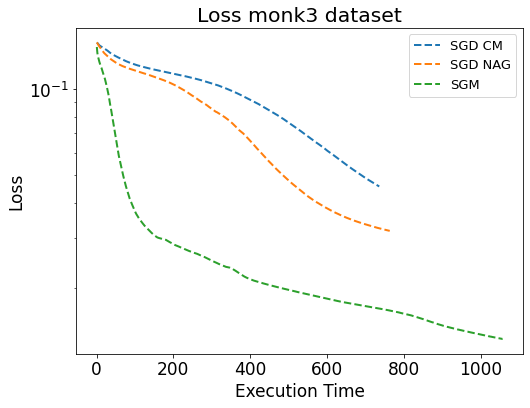 Loss monk3 dataset
SGD CM
SGD NAG
SGM
10⁻¹
Loss
0 200 400 600 800 1000
Execution Time